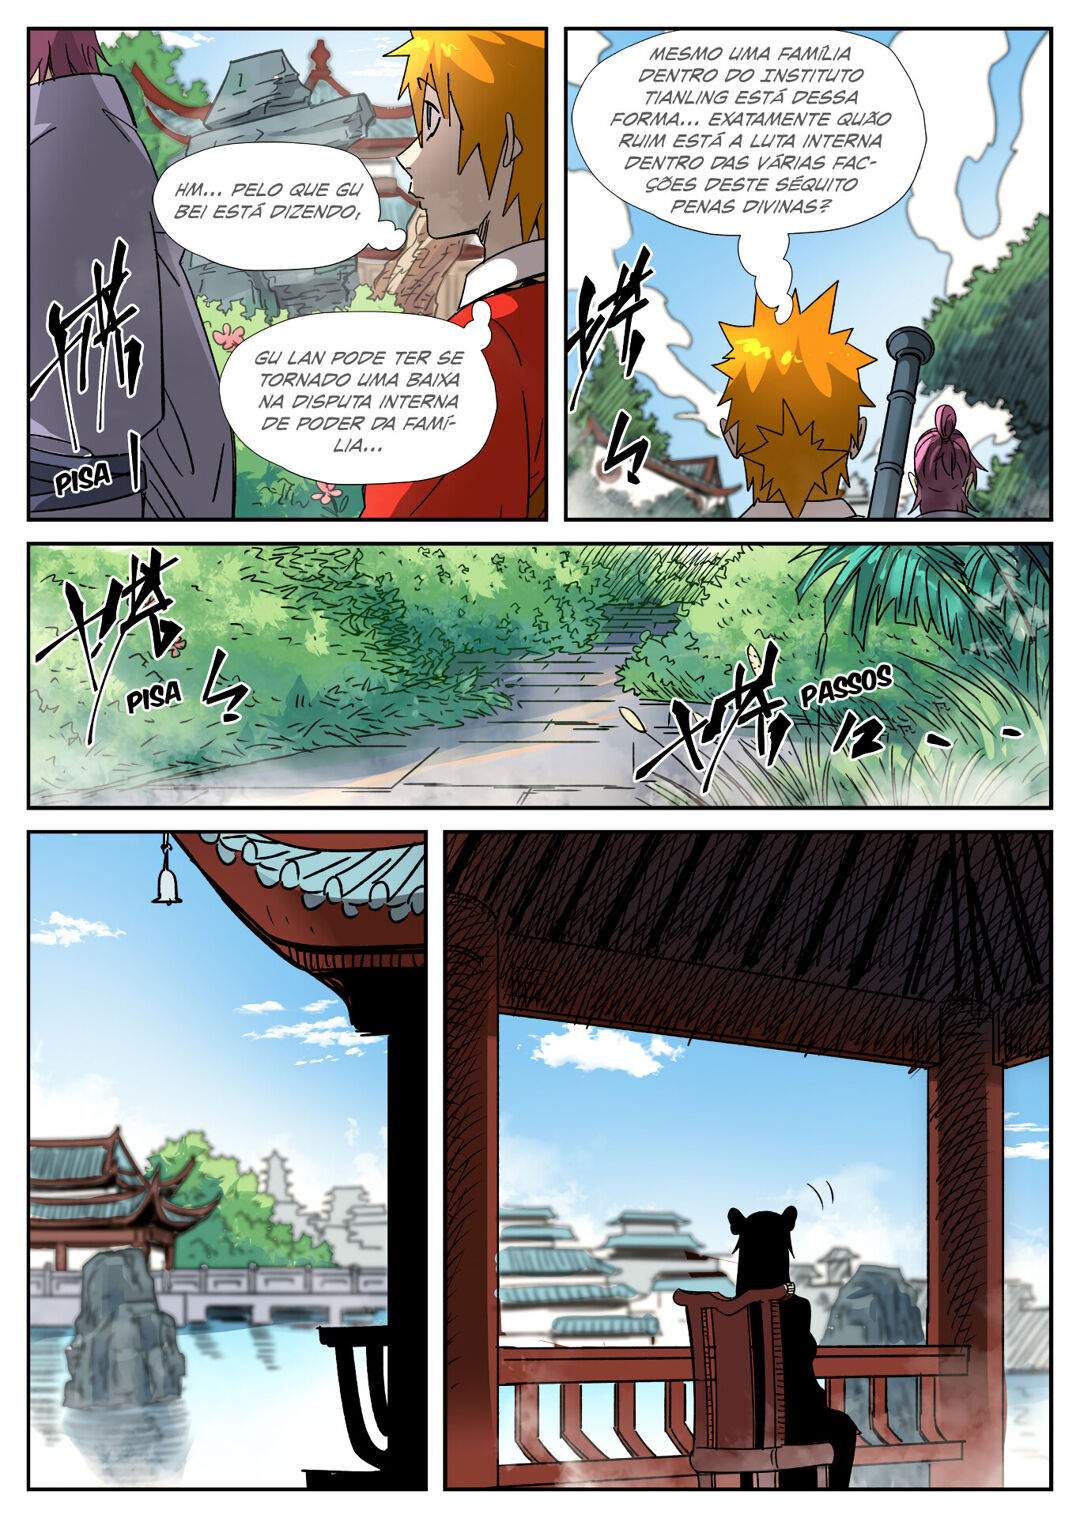 HM... PELO QUE GU
BEI ESTÁ DIZENDO,
GU LAN PODE TER SE
TORNADO UMA BAIXA
NA DISPUTA INTERNA
DE PODER DA FAMÍ-
LIA...
PISA
MESMO UMA FAMÍLIA
DENTRO DO INSTITUTO
TIANLING ESTÁ DESSA
FORMA... EXATAMENTE QUÃO
RUIM ESTÁ A LUTA INTERNA
DENTRO DAS VÁRIAS FAC-
ÇÕES DESTE SÉQUITO
PENAS DIVINAS?
PISA
PASSOS